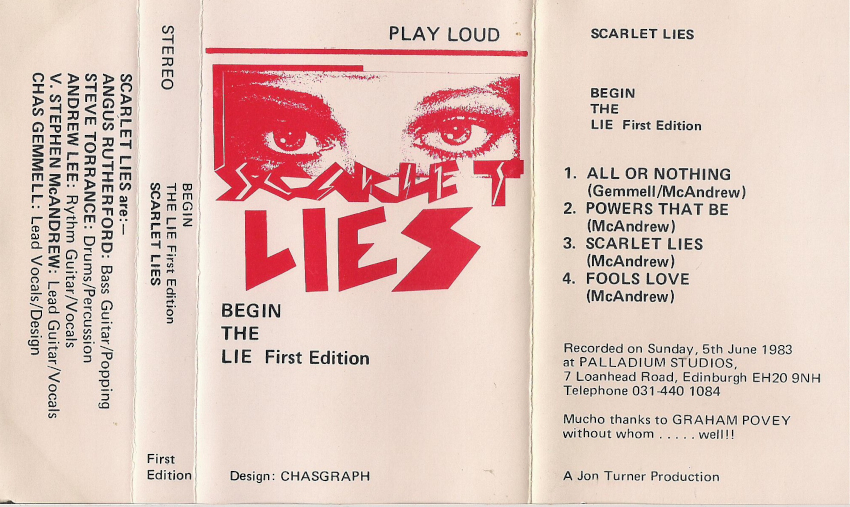 SCARLET LIES are:—
ANGUS RUTHERFORD: Bass Guitar/Popping
STEVE TORRANCE: Drums/Percussion
ANDREW LEE: Rythm Guitar/Vocals
V. STEPHEN McANDREW: Lead Guitar/Vocals
CHAS GEMMELL: Lead Vocals/Design
STEREO
BEGIN
THE LIE First Edition
SCARLET LIES
First
Edition
PLAY LOUD
SCARLET
LIES
BEGIN
THE
LIE First Edition
Design: CHASGRAPH
SCARLET LIES
BEGIN
THE
LIE First Edition
1. ALL OR NOTHING
(Gemmell/McAndrew)
2. POWERS THAT BE
(McAndrew)
3. SCARLET LIES
(McAndrew)
4. FOOLS LOVE
(McAndrew)
Recorded on Sunday, 5th June 1983
at PALLADIUM STUDIOS,
7 Loanhead Road, Edinburgh EH20 9NH
Telephone 031-440 1084
Mucho thanks to GRAHAM POVEY
without whom . . . . . well!!
A Jon Turner Production